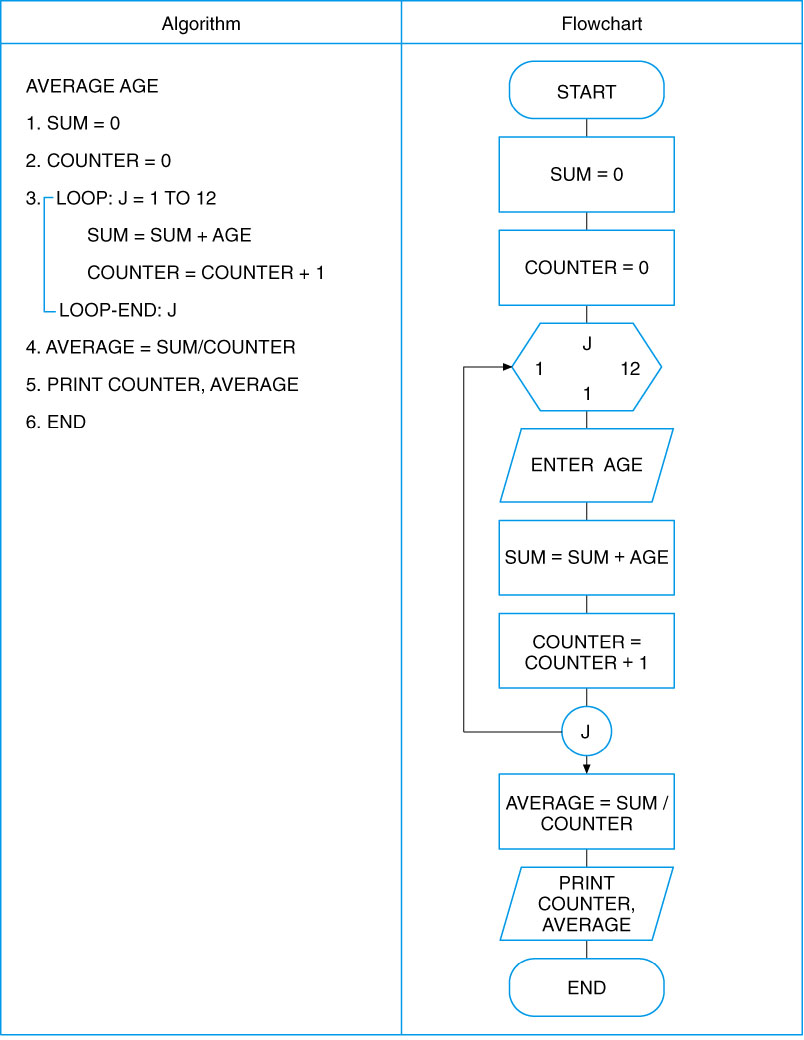 Algorithm
Flowchart
AVERAGE AGE
1. SUM = 0
2. COUNTER = 0
3. LOOP: J = 1 TO 12
SUM = SUM + AGE
COUNTER = COUNTER + 1
LOOP-END: J
4. AVERAGE = SUM/COUNTER
5. PRINT COUNTER, AVERAGE
6. END
START
SUM = 0
COUNTER = 0
J
1 12
1
ENTER AGE
SUM = SUM + AGE
COUNTER =
COUNTER + 1
J
AVERAGE = SUM /
COUNTER
PRINT
COUNTER,
AVERAGE
END